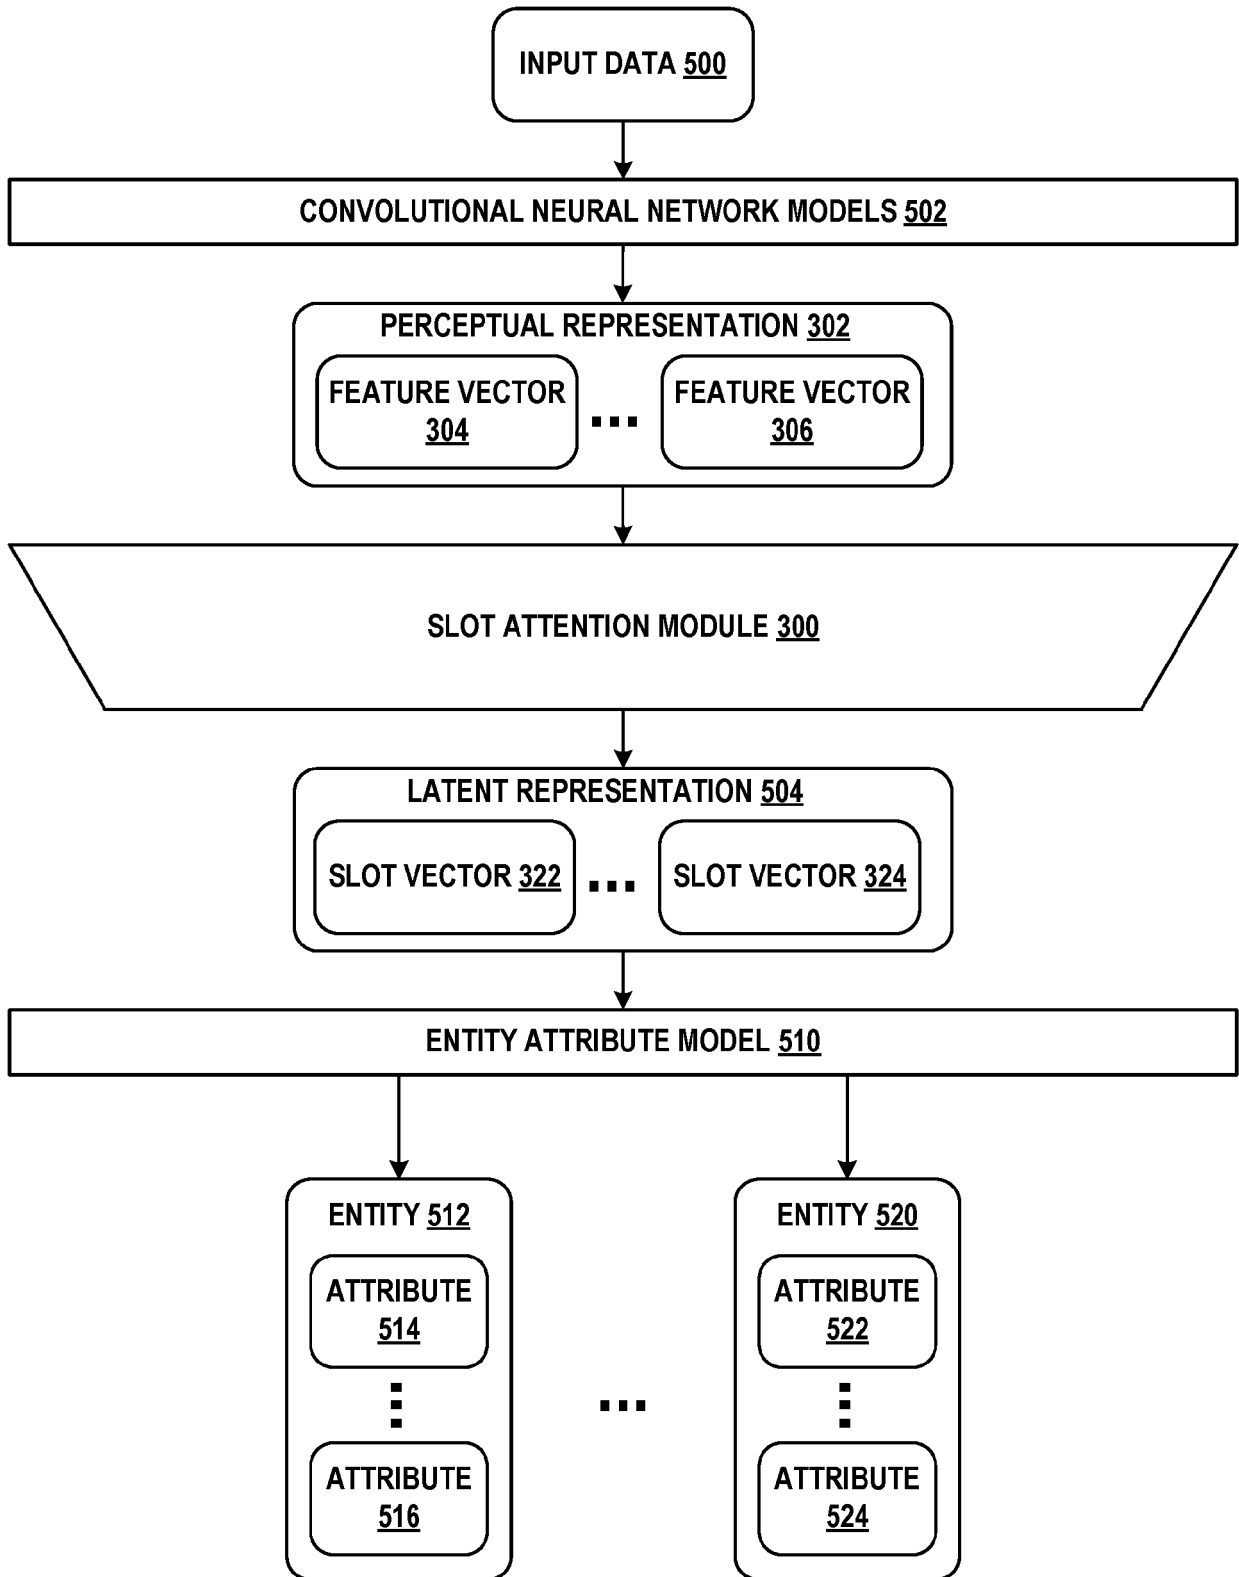 INPUT DATA 500
CONVOLUTIONAL NEURAL NETWORK MODELS 502
PERCEPTUAL REPRESENTATION 302
FEATURE VECTOR
304
...
FEATURE VECTOR
306
SLOT ATTENTION MODULE 300
LATENT REPRESENTATION 504
SLOT VECTOR 322
...
SLOT VECTOR 324
ENTITY ATTRIBUTE MODEL 510
ENTITY 512
ATTRIBUTE
514
ATTRIBUTE
516
...
ENTITY 520
ATTRIBUTE
522
ATTRIBUTE
524